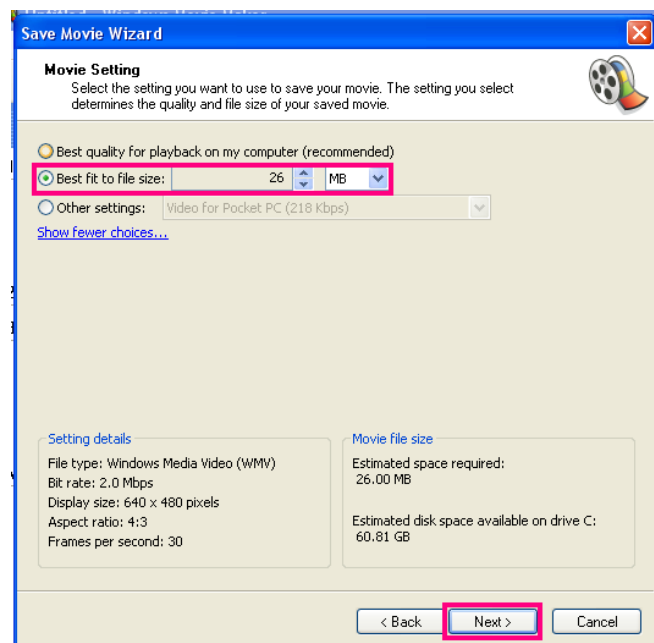 Untitled - Windows Movie Maker
Save Movie Wizard
Movie Setting
Select the setting you want to use to save your movie. The setting you select
determines the quality and file size of your saved movie.
Best quality for playback on my computer (recommended)
Best fit to file size: 26 MB
Other settings: Video for Pocket PC (218 Kbps)
Show fewer choices...
Setting details
File type: Windows Media Video (WMV)
Bit rate: 2.0 Mbps
Display size: 640 x 480 pixels
Aspect ratio: 4:3
Frames per second: 30
Movie file size
Estimated space required:
26.00 MB
Estimated disk space available on drive C:
60.81 GB
< Back Next > Cancel